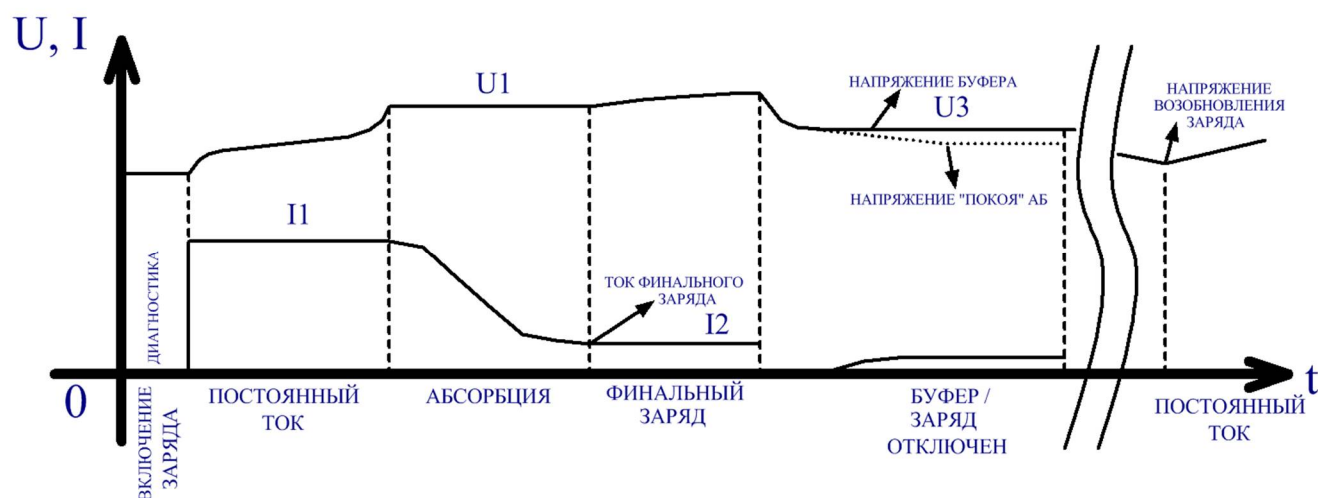 U, I
U1
НАПРЯЖЕНИЕ БУФЕРА
U3
НАПРЯЖЕНИЕ
ВОЗОБНОВЛЕНИЯ
ЗАРЯДА
НАПРЯЖЕНИЕ "ПОКОЯ" АБ
I1
ТОК ФИНАЛЬНОГО
ЗАРЯДА
I2
ДИАГНОСТИКА
0
t
ВКЛЮЧЕНИЕ
ЗАРЯДА
ПОСТОЯННЫЙ
ТОК
АБСОРБЦИЯ
ФИНАЛЬНЫЙ
ЗАРЯД
БУФЕР /
ЗАРЯД
ОТКЛЮЧЕН
ПОСТОЯННЫЙ
ТОК